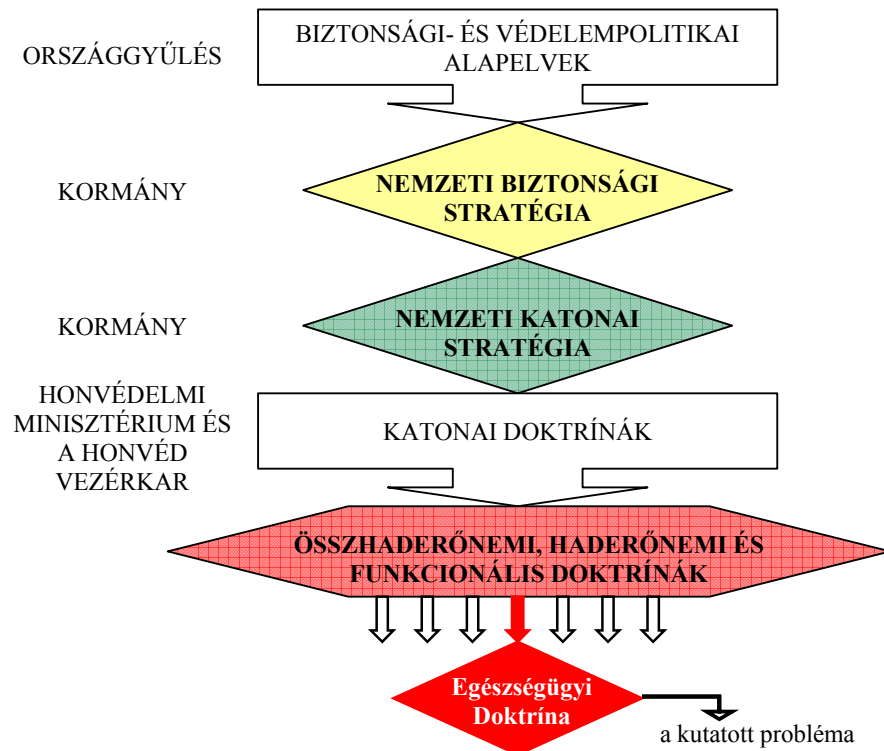 ORSZÁGGYŰLÉS
BIZTONSÁGI- ÉS VÉDELEMPOLITIKAI
ALAPELVEK
KORMÁNY
NEMZETI BIZTONSÁGI
STRATÉGIA
KORMÁNY
NEMZETI KATONAI
STRATÉGIA
HONVÉDELMI
MINISZTÉRIUM ÉS
A HONVÉD
VEZÉRKAR
KATONAI DOKTRÍNÁK
ÖSSZHADERŐNEMI, HADERŐNEMI ÉS
FUNKCIONÁLIS DOKTRÍNÁK
Egészségügyi
Doktrína
a kutatott probléma